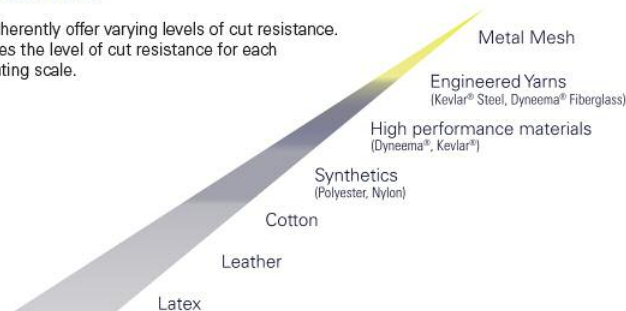 herently offer varying levels of cut resistance.
es the level of cut resistance for each
ting scale.
Metal Mesh
Engineered Yarns
(Kevlar® Steel, Dyneema® Fiberglass)
High performance materials
(Dyneema®, Kevlar®)
Synthetics
(Polyester, Nylon)
Cotton
Leather
Latex